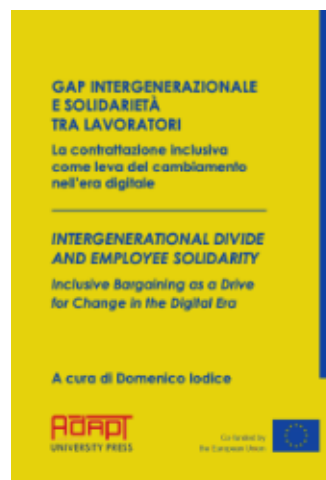 GAP INTERGENERAZIONALE
E SOLIDARIETÀ
TRA LAVORATORI
La contrattazione inclusiva
come leva del cambiamento
nell'era digitale
INTERGENERATIONAL DIVIDE
AND EMPLOYEE SOLIDARITY
Inclusive Bargaining as a Drive
for Change in the Digital Era
A cura di Domenico Iodice
ADAPT
UNIVERSITY PRESS
Co-funded by
the European Union